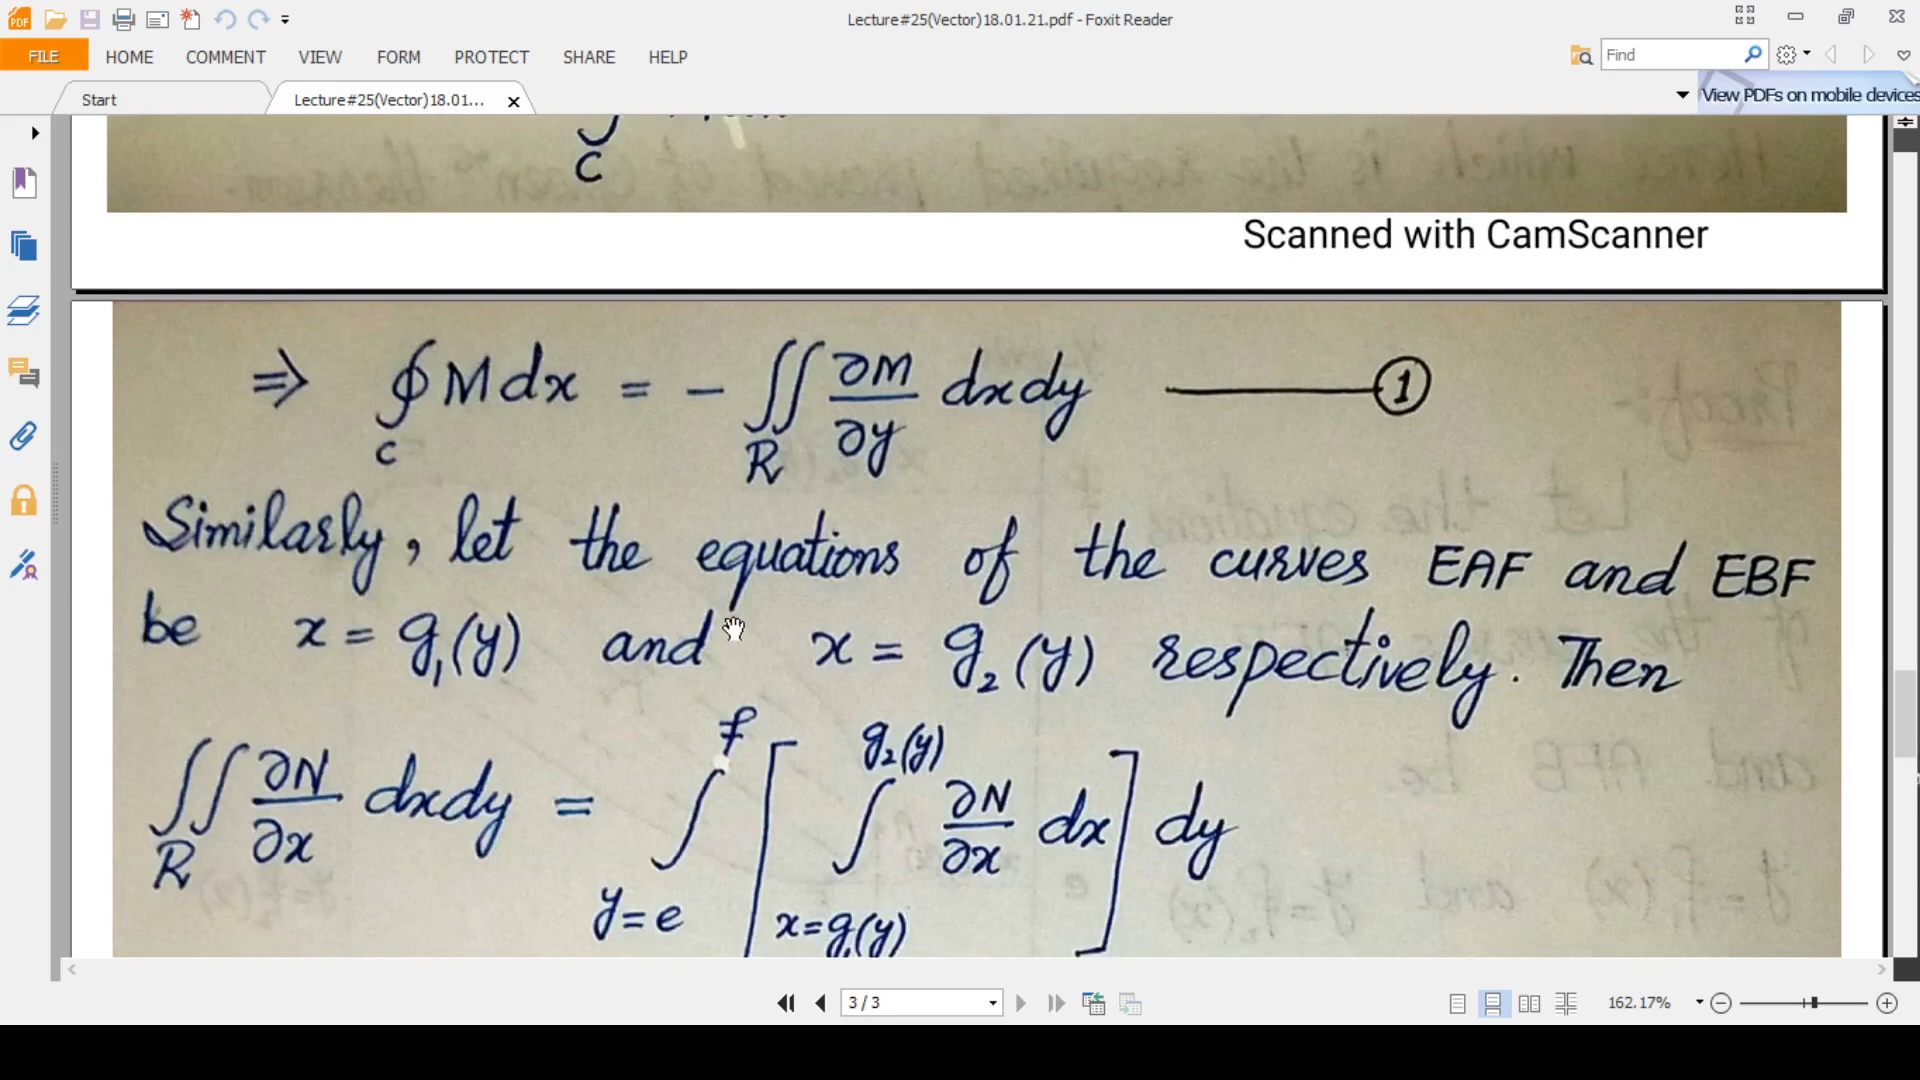 Lecture#25(Vector)18.01.21.pdf - Foxit Reader
FILE HOME COMMENT VIEW FORM PROTECT SHARE HELP
Find
Start Lecture#25(Vector)18.01...
View PDFs on mobile devices
C
Scanned with CamScanner
⇒ ∮_C M dx = - ∬_R ∂M/∂y dxdy ——— ①
Similarly, let the equations of the curves EAF and EBF
be x = g₁(y) and x = g₂(y) respectively. Then
∬_R ∂N/∂x dxdy = ∫_{y=e}^{f} [ ∫_{x=g₁(y)}^{g₂(y)} ∂N/∂x dx ] dy
3 / 3
162.17%